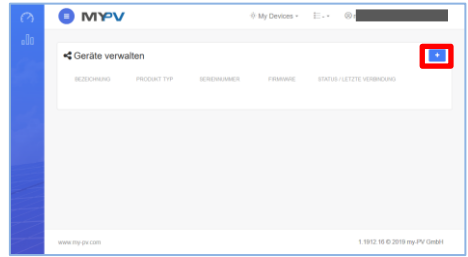 MYPV
My Devices
Geräte verwalten
+
BEZEICHNUNG PRODUKT TYP SERIENNUMMER FIRMWARE STATUS / LETZTE VERBINDUNG
www.my-pv.com 1.1912.16 © 2019 my-PV GmbH